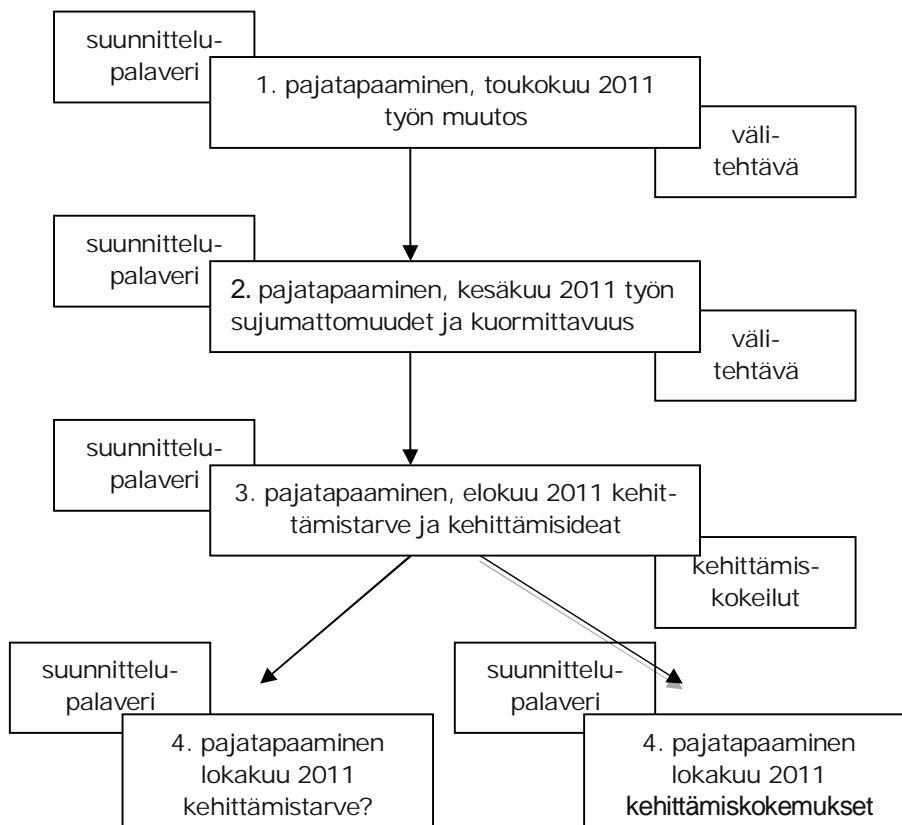 suunnittelu-
palaveri
1. pajatapaaminen, toukokuu 2011
työn muutos
väli-
tehtävä
suunnittelu-
palaveri
2. pajatapaaminen, kesäkuu 2011 työn
sujumattomuudet ja kuormittavuus
väli-
tehtävä
suunnittelu-
palaveri
3. pajatapaaminen, elokuu 2011 kehit-
tämistarve ja kehittämisideat
kehittämis-
kokeilut
suunnittelu-
palaveri
4. pajatapaaminen
lokakuu 2011
kehittämistarve?
suunnittelu-
palaveri
4. pajatapaaminen
lokakuu 2011
kehittämiskokemukset